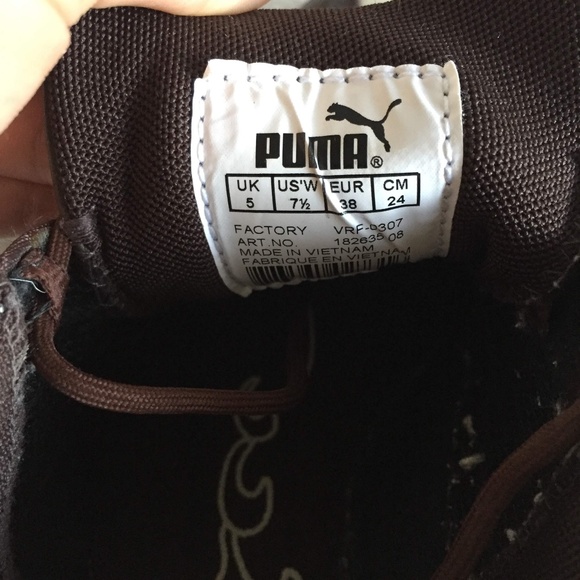 PUMA®
UK US'W EUR CM
5 7½ 38 24
FACTORY VRF-0307
ART.NO. 182635 08
MADE IN VIETNAM
FABRIQUE EN VIETNAM